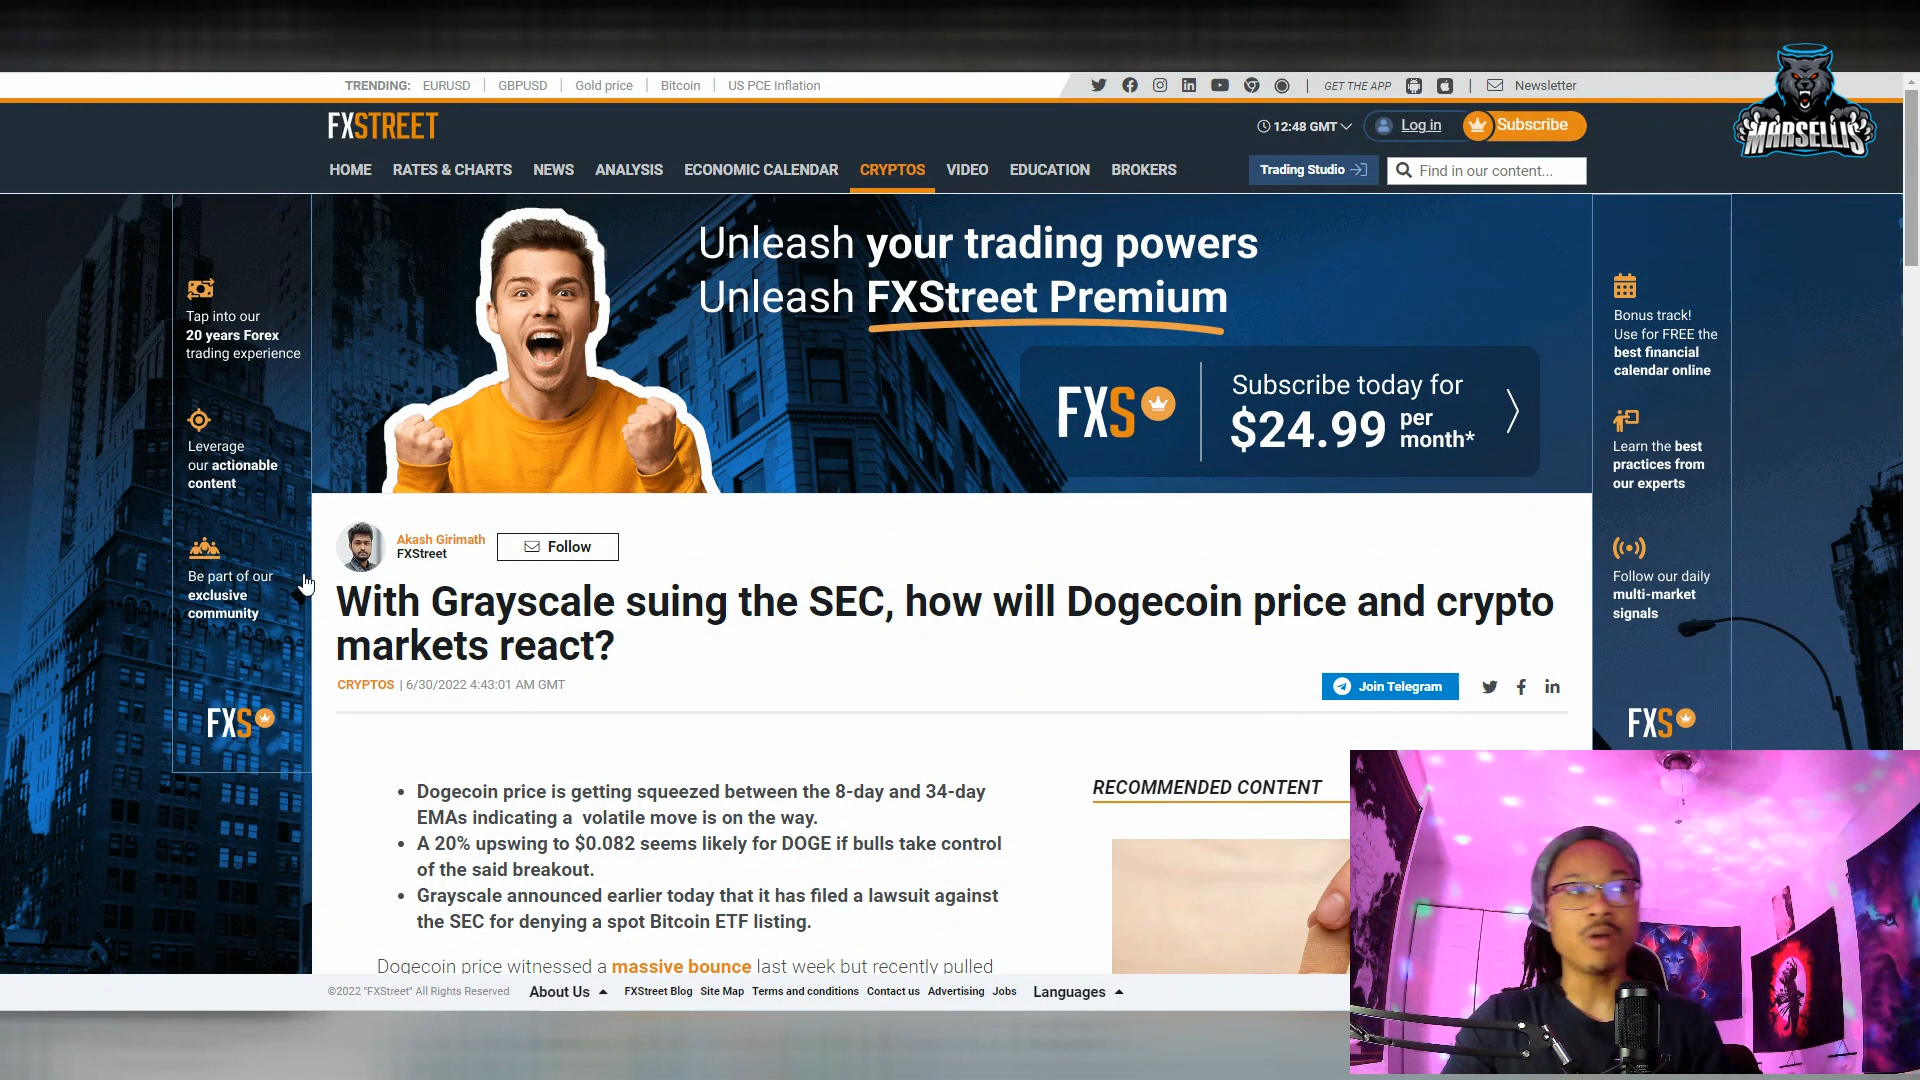 TRENDING: EURUSD | GBPUSD | Gold price | Bitcoin | US PCE Inflation
| GET THE APP | Newsletter
MARSELLIS
FXSTREET
12:48 GMT Log in Subscribe
HOME RATES & CHARTS NEWS ANALYSIS ECONOMIC CALENDAR CRYPTOS VIDEO EDUCATION BROKERS
Trading Studio Find in our content...
Unleash your trading powers
Unleash FXStreet Premium
FXS
Subscribe today for
$24.99 per
month*
Tap into our
20 years Forex
trading experience
Leverage
our actionable
content
Be part of our
exclusive
community
FXS
Bonus track!
Use for FREE the
best financial
calendar online
Learn the best
practices from
our experts
Follow our daily
multi-market
signals
FXS
Akash Girimath
FXStreet
Follow
With Grayscale suing the SEC, how will Dogecoin price and crypto
markets react?
CRYPTOS | 6/30/2022 4:43:01 AM GMT
Join Telegram
• Dogecoin price is getting squeezed between the 8-day and 34-day
EMAs indicating a volatile move is on the way.
• A 20% upswing to $0.082 seems likely for DOGE if bulls take control
of the said breakout.
• Grayscale announced earlier today that it has filed a lawsuit against
the SEC for denying a spot Bitcoin ETF listing.
Dogecoin price witnessed a massive bounce last week but recently pulled
RECOMMENDED CONTENT
©2022 "FXStreet" All Rights Reserved About Us FXStreet Blog Site Map Terms and conditions Contact us Advertising Jobs Languages